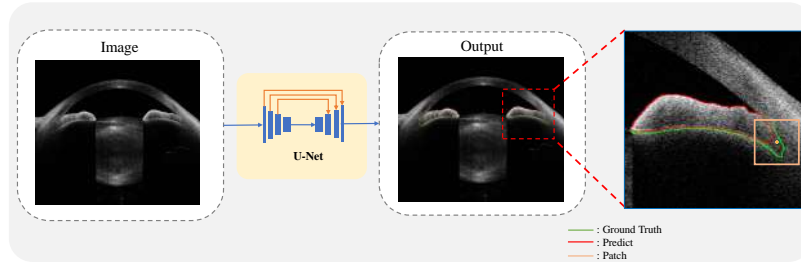 Image
Output
U-Net
: Ground Truth
: Predict
: Patch